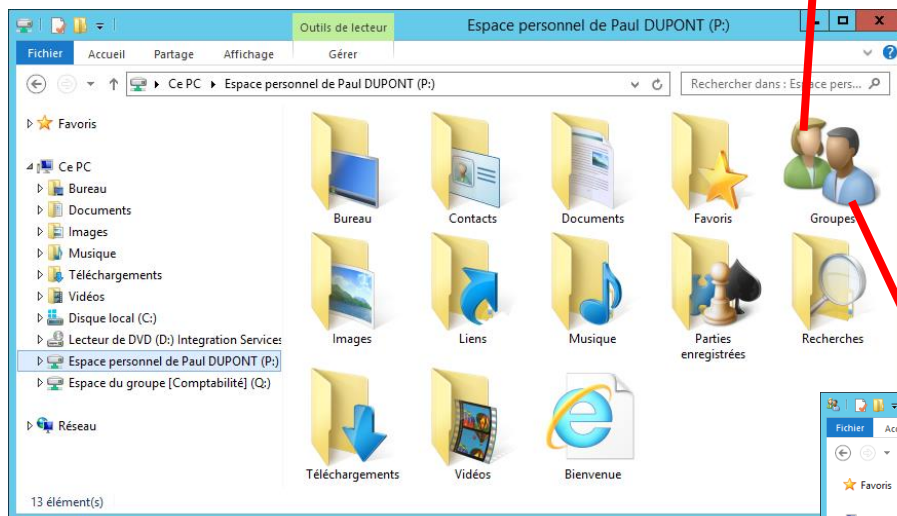 Outils de lecteur
Espace personnel de Paul DUPONT (P:)
Fichier Accueil Partage Affichage Gérer
Ce PC Espace personnel de Paul DUPONT (P:)
Rechercher dans : Espace pers...
Favoris
Ce PC
Bureau
Documents
Images
Musique
Téléchargements
Vidéos
Disque local (C:)
Lecteur de DVD (D:) Integration Services
Espace personnel de Paul DUPONT (P:)
Espace du groupe [Comptabilité] (Q:)
Réseau
Bureau Contacts Documents Favoris Groupes
Images Liens Musique Parties enregistrées Recherches
Téléchargements Vidéos Bienvenue
13 élément(s)
Fichier
Favoris